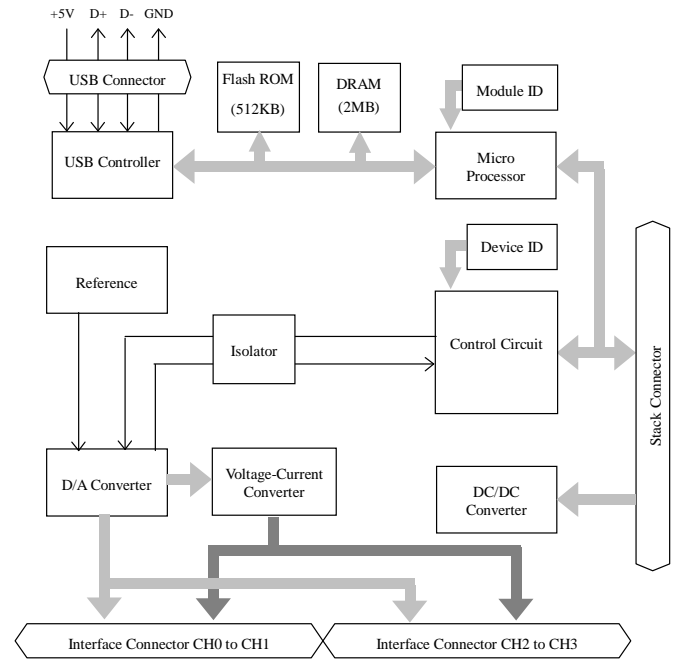 +5V D+ D- GND
USB Connector
Flash ROM
(512KB)
DRAM
(2MB)
Module ID
USB Controller
Micro
Processor
Device ID
Reference
Isolator
Control Circuit
Stack Connector
D/A Converter
Voltage-Current
Converter
DC/DC
Converter
Interface Connector CH0 to CH1
Interface Connector CH2 to CH3